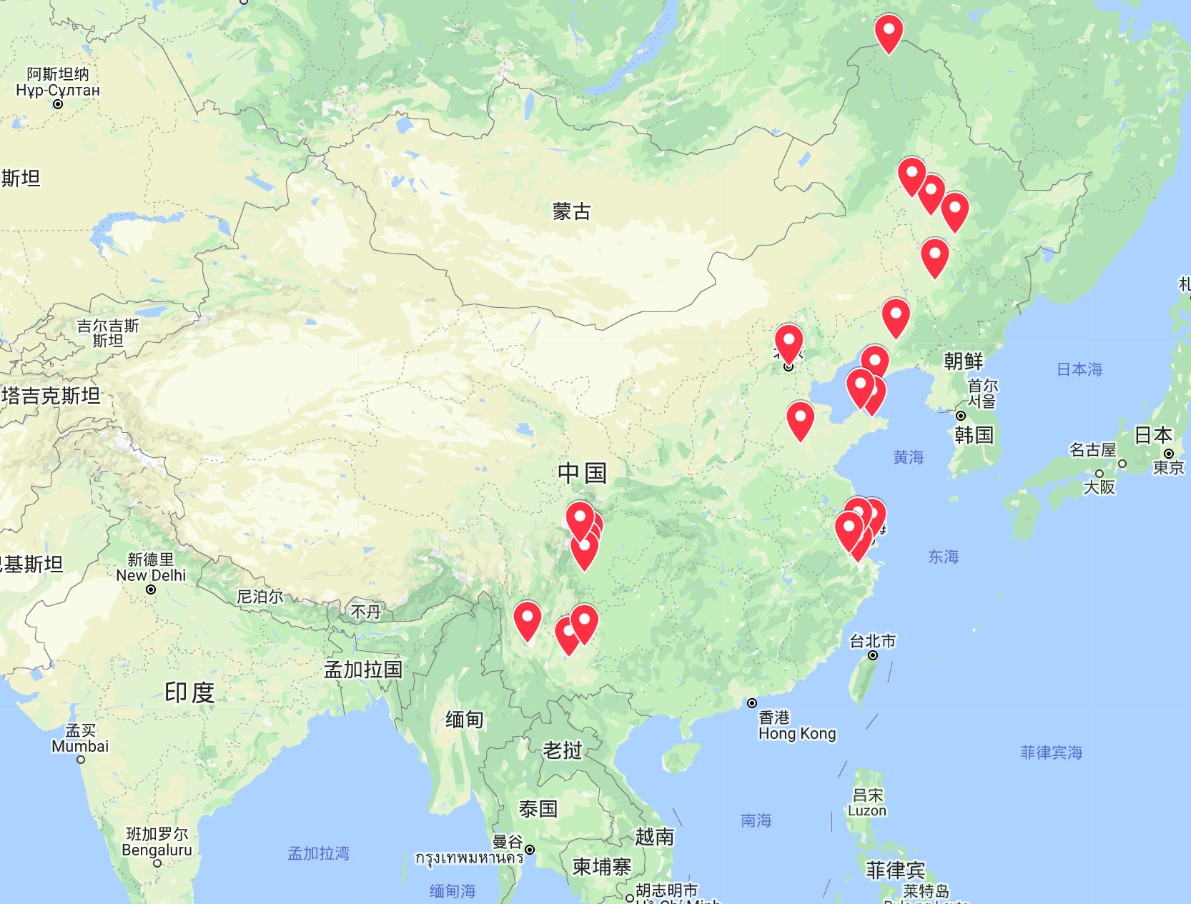 阿斯坦纳
Нұр-Сұлтан
斯坦
蒙古
吉尔吉斯
斯坦
塔吉克斯坦
朝鲜
首尔
서울
韩国
日本海
日本
東京
名古屋
大阪
黄海
中国
东海
基斯坦
新德里
New Delhi
尼泊尔
不丹
孟加拉国
印度
孟买
Mumbai
缅甸
老挝
台北市
香港
Hong Kong
菲律宾海
吕宋
Luzon
泰国
曼谷
กรุงเทพมหานคร
越南
南海
班加罗尔
Bengaluru
孟加拉湾
缅甸海
柬埔寨
胡志明市
菲律宾
莱特岛